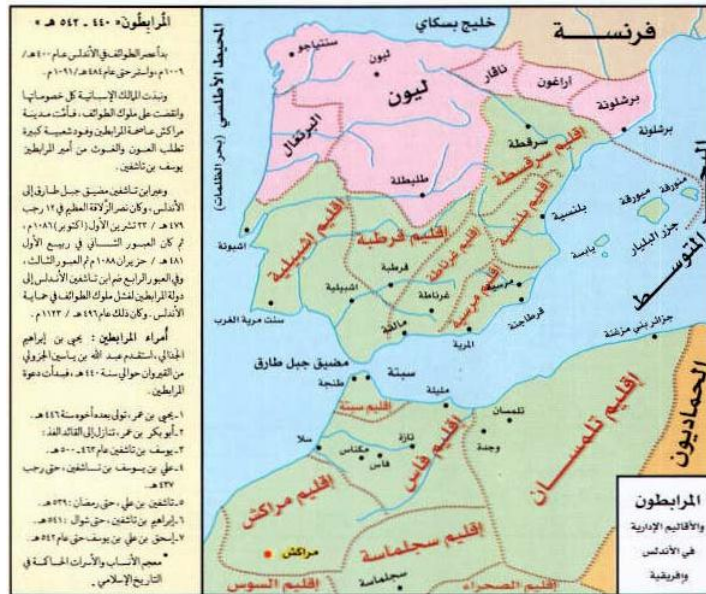 المرابطون « ٤٤٠ ـ ٥٤٢ هـ »
بدأ عصر الطوائف في الأندلس عام ٤٠٠هـ/
١٠٠٩م، واستمر حتى عام ٤٨٤هـ/١٠٩١م.
ونبذت الممالك الإسبانية كل خصوماتها
وانقضت على ملوك الطوائف، فأمَّت مدينة
مراكش عاصمة المرابطين وفود شعبية كبيرة
تطلب العون والغوث من أمير المرابطين
يوسف بن تاشفين.
وعبر ابن تاشفين مضيق جبل طارق إلى
الأندلس، وكان نصر الزلاقة العظيم في ١٢ رجب
٤٧٩هـ / ٢٣ تشرين الأول (أكتوبر) ١٠٨٦م،
ثم كان العبور الثاني في ربيع الأول
٤٨١هـ / حزيران ١٠٨٨م ثم العبور الثالث،
وفي العبور الرابع ضم ابن تاشفين الأندلس إلى
دولة المرابطين لفشل ملوك الطوائف في حماية
الأندلس. وكان ذلك عام ٤٩٦هـ / ١١٢٣م.
أمراء المرابطين : يحيى بن إبراهيم
الجدالي، استقدم عبد الله بن ياسين الجزولي
من القيروان حوالي سنة ٤٤٠هـ، فبدأت دعوة
المرابطين.
١-يحيى بن عمر، تولى بعده أخوه سنة ٤٤٦هـ.
٢-أبو بكر بن عمر، تنازل إلى القائد الفذ:
٣-يوسف بن تاشفين عام ٤٦٢-٥٠٠هـ.
٤-علي بن يوسف بن تاشفين، حتى رجب
٤٣٧هـ
٥-تاشفين بن علي، حتى رمضان: ٥٣٩هـ.
٦-إبراهيم بن تاشفين، حتى شوال: ٥٤١هـ.
٧-إسحق بن علي بن يوسف حتى عام ٥٤٢هـ
* معجم الأنساب والأسرات الحاكمة في
التاريخ الإسلامي.
خليج بسكاي
فرنسة
المحيط الأطلسي
(بحر الظلمات)
سنتياجو
ليون
ليون
ناڤار
اراغون
برشلونة
برشلونة
البرتغال
سرقطة
إقليم سرقسطة
طلبطلة
إقليم بلنسية
بلنسية
منورقة
ميورقة
جزر البليار
يابسة
البحر المتوسط
اشبونة
إقليم إشبيلية
إقليم قرطبة
إقليم غرناطة
إقليم مرسية
قرطبة
اشبيلية
غرناطة
مرسية
قرطاجنة
سنت مرية الغرب
مالقة
المرية
جزائر بني مزغنة
مضيق جبل طارق
سبتة
طنجة
مليلة
إقليم سبتة
تلمسان
وجدة
إقليم تلمسان
الحماديون
سلا
تازة
مكناس
فاس
إقليم فاس
إقليم مراكش
مراكش
إقليم سجلماسة
سجلماسة
إقليم السوس
إقليم الصحراء
المرابطون
والأقاليم الإدارية
في الأندلس
وافريقية